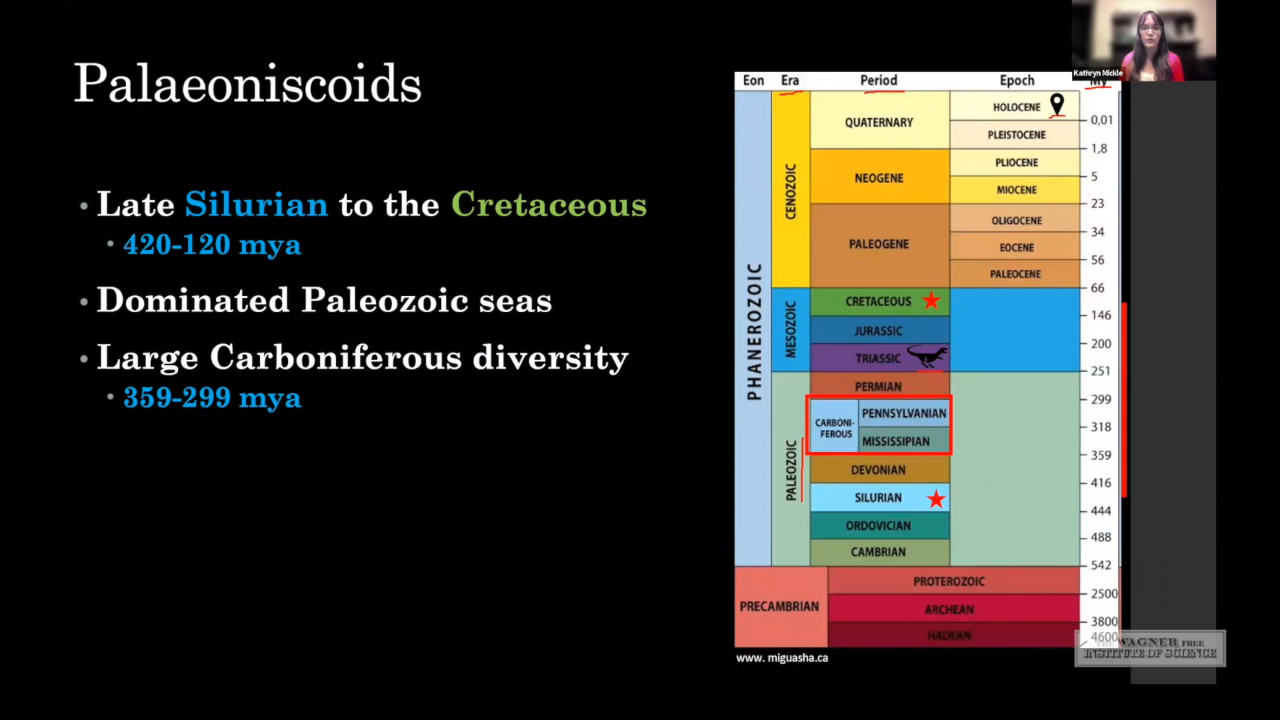 Palaeoniscoids
• Late Silurian to the Cretaceous
• 420-120 mya
• Dominated Paleozoic seas
• Large Carboniferous diversity
• 359-299 mya
Kathryn Mickle
Eon Era Period Epoch My
PHANEROZOIC
CENOZOIC
QUATERNARY
HOLOCENE
0,01
PLEISTOCENE
1,8
NEOGENE
PLIOCENE
5
MIOCENE
23
PALEOGENE
OLIGOCENE
34
EOCENE
56
PALEOCENE
66
MESOZOIC
CRETACEOUS
146
JURASSIC
200
TRIASSIC
251
PALEOZOIC
PERMIAN
299
CARBONI-
FEROUS
PENNSYLVANIAN
318
MISSISSIPIAN
359
DEVONIAN
416
SILURIAN
444
ORDOVICIAN
488
CAMBRIAN
542
PRECAMBRIAN
PROTEROZOIC
2500
ARCHEAN
3800
HADEAN
4600
www. miguasha.ca
WAGNER FREE
INSTITUTE OF SCIENCE